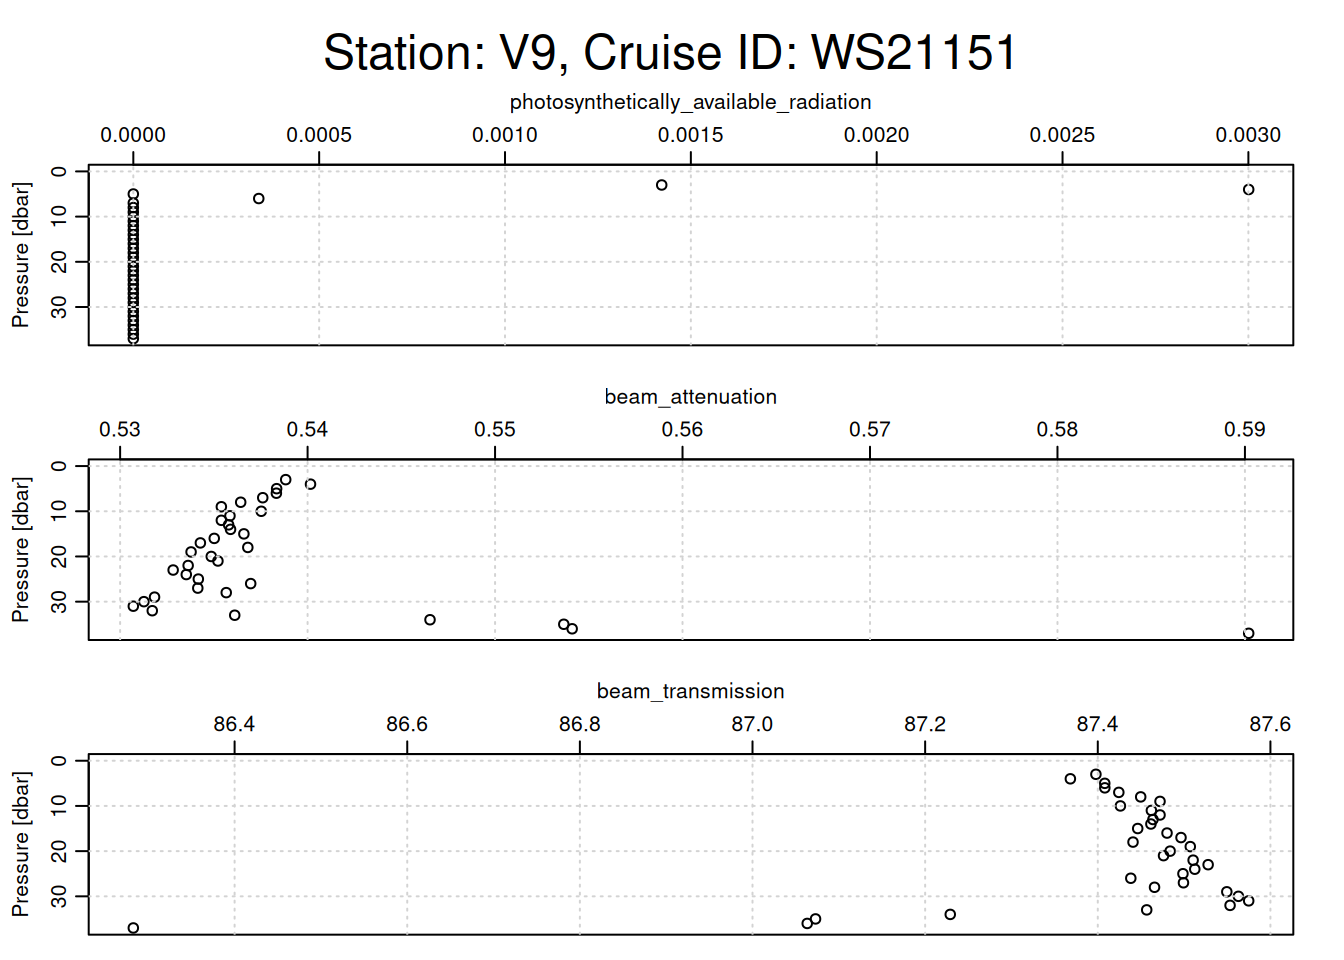 Station: V9, Cruise ID: WS21151
photosynthetically_available_radiation
0.0000 0.0005 0.0010 0.0015 0.0020 0.0025 0.0030
Pressure [dbar]
0 10 20 30
beam_attenuation
0.53 0.54 0.55 0.56 0.57 0.58 0.59
Pressure [dbar]
0 10 20 30
beam_transmission
86.4 86.6 86.8 87.0 87.2 87.4 87.6
Pressure [dbar]
0 10 20 30